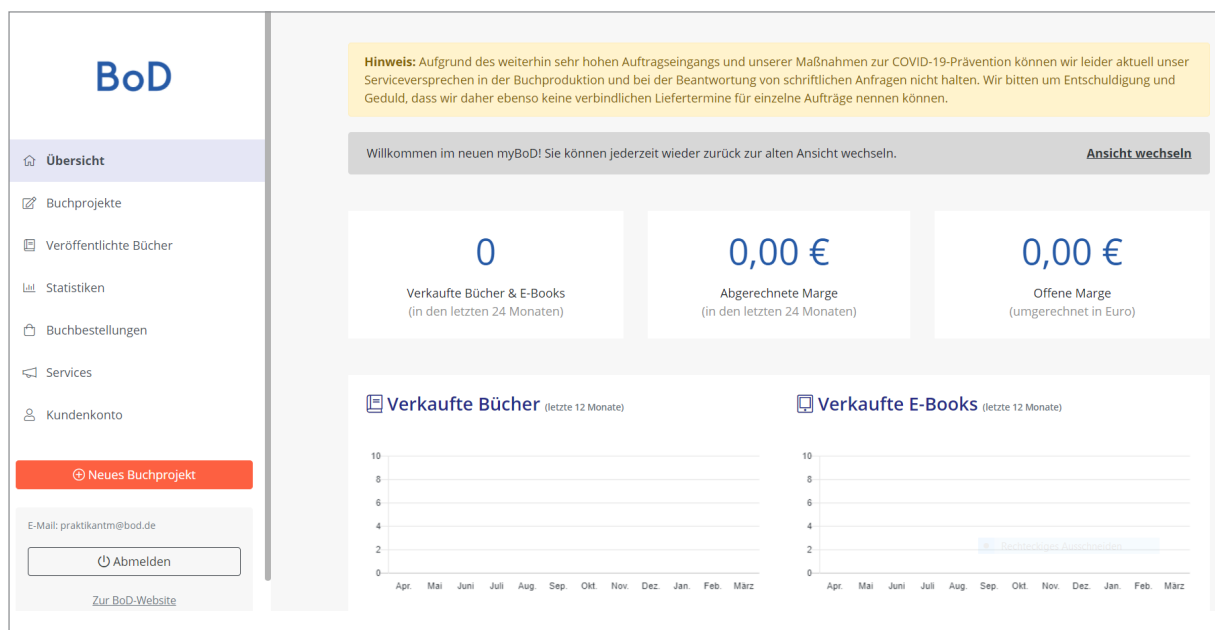 BoD
Übersicht
Buchprojekte
Veröffentlichte Bücher
Statistiken
Buchbestellungen
Services
Kundenkonto
Neues Buchprojekt
E-Mail: praktikantm@bod.de
Abmelden
Zur BoD-Website
Hinweis: Aufgrund des weiterhin sehr hohen Auftragseingangs und unserer Maßnahmen zur COVID-19-Prävention können wir leider aktuell unser
Serviceversprechen in der Buchproduktion und bei der Beantwortung von schriftlichen Anfragen nicht halten. Wir bitten um Entschuldigung und
Geduld, dass wir daher ebenso keine verbindlichen Liefertermine für einzelne Aufträge nennen können.
Willkommen im neuen myBoD! Sie können jederzeit wieder zurück zur alten Ansicht wechseln. Ansicht wechseln
0
Verkaufte Bücher & E-Books
(in den letzten 24 Monaten)
0,00 €
Abgerechnete Marge
(in den letzten 24 Monaten)
0,00 €
Offene Marge
(umgerechnet in Euro)
Verkaufte Bücher (letzte 12 Monate)
10
8
6
4
2
0
Apr. Mai Juni Juli Aug. Sep. Okt. Nov. Dez. Jan. Feb. März
Verkaufte E-Books (letzte 12 Monate)
10
8
6
4
2
0
Rechteckiges Ausschneiden
Apr. Mai Juni Juli Aug. Sep. Okt. Nov. Dez. Jan. Feb. März